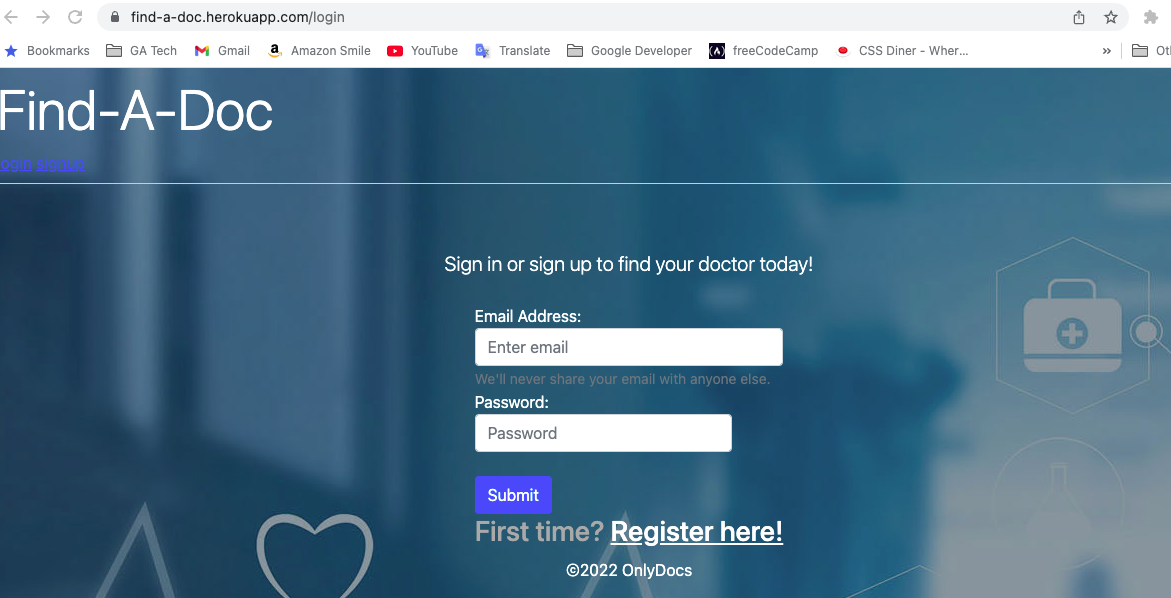 find-a-doc.herokuapp.com/login
Bookmarks GA Tech Gmail Amazon Smile YouTube Translate Google Developer freeCodeCamp CSS Diner - Wher... » Ot
Find-A-Doc
login signup
Sign in or sign up to find your doctor today!
Email Address:
Enter email
We'll never share your email with anyone else.
Password:
Password
Submit
First time? Register here!
©2022 OnlyDocs